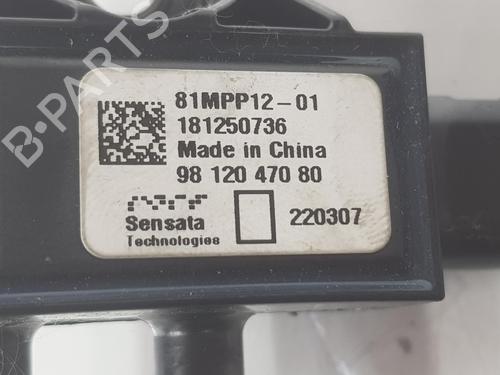 81MPP12-01
181250736
Made in China
98 120 470 80
Sensata
Technologies
220307
B-PARTS